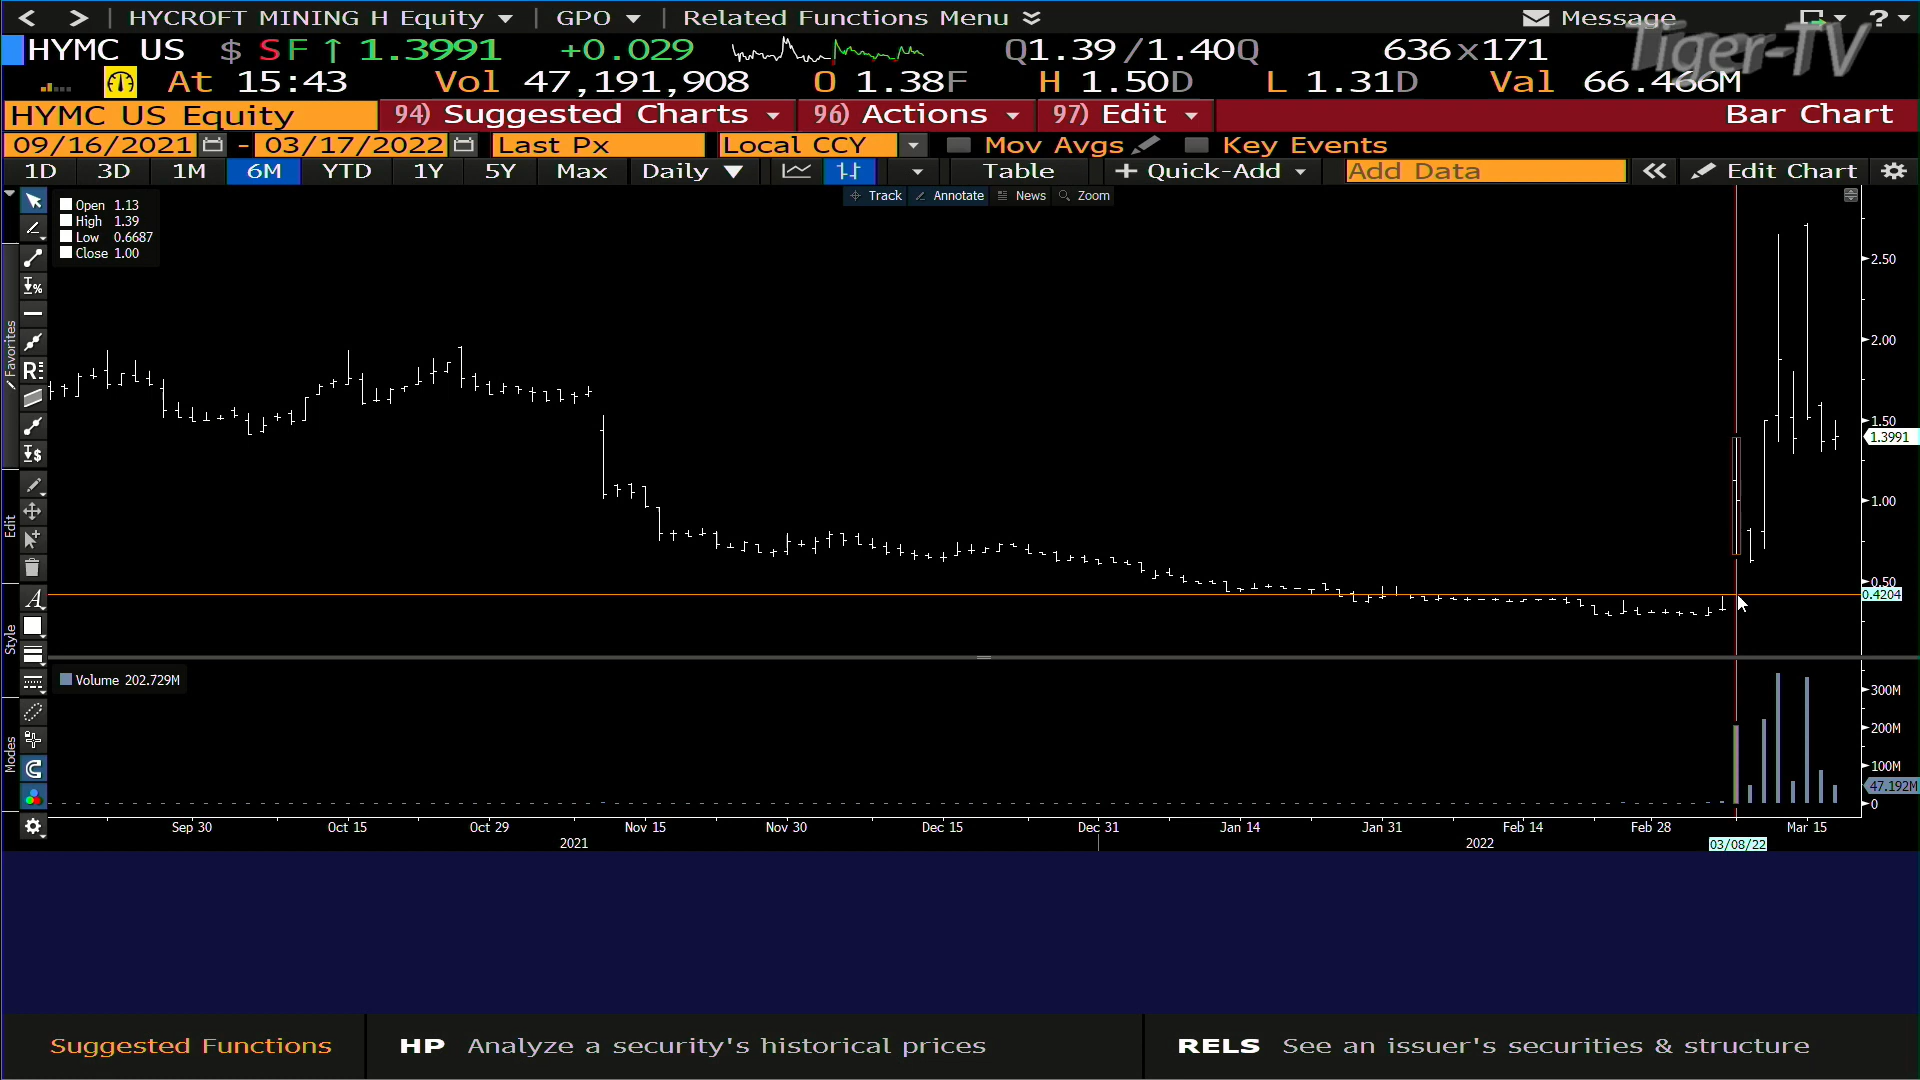 HYCROFT MINING H Equity GPO Related Functions Menu Message ?
HYMC US $ SF ↑ 1.3991 +0.029 Q1.39/1.40Q 636x171
Tiger-TV
At 15:43 Vol 47,191,908 O 1.38F H 1.50D L 1.31D Val 66.466M
HYMC US Equity 94) Suggested Charts 96) Actions 97) Edit Bar Chart
09/16/2021 - 03/17/2022 Last Px Local CCY Mov Avgs Key Events
1D 3D 1M 6M YTD 1Y 5Y Max Daily ▼ Table + Quick-Add Add Data « Edit Chart
Track Annotate News Zoom
Open 1.13
High 1.39
Low 0.6687
Close 1.00
Favorites
Edit
Style
Modes
2.50
2.00
1.50
1.3991
1.00
0.50
0.4204
Volume 202.729M
300M
200M
100M
47.192M
0
Sep 30 Oct 15 Oct 29 Nov 15 Nov 30 Dec 15 Dec 31 Jan 14 Jan 31 Feb 14 Feb 28 Mar 15
2021 2022 03/08/22
Suggested Functions HP Analyze a security's historical prices RELS See an issuer's securities & structure